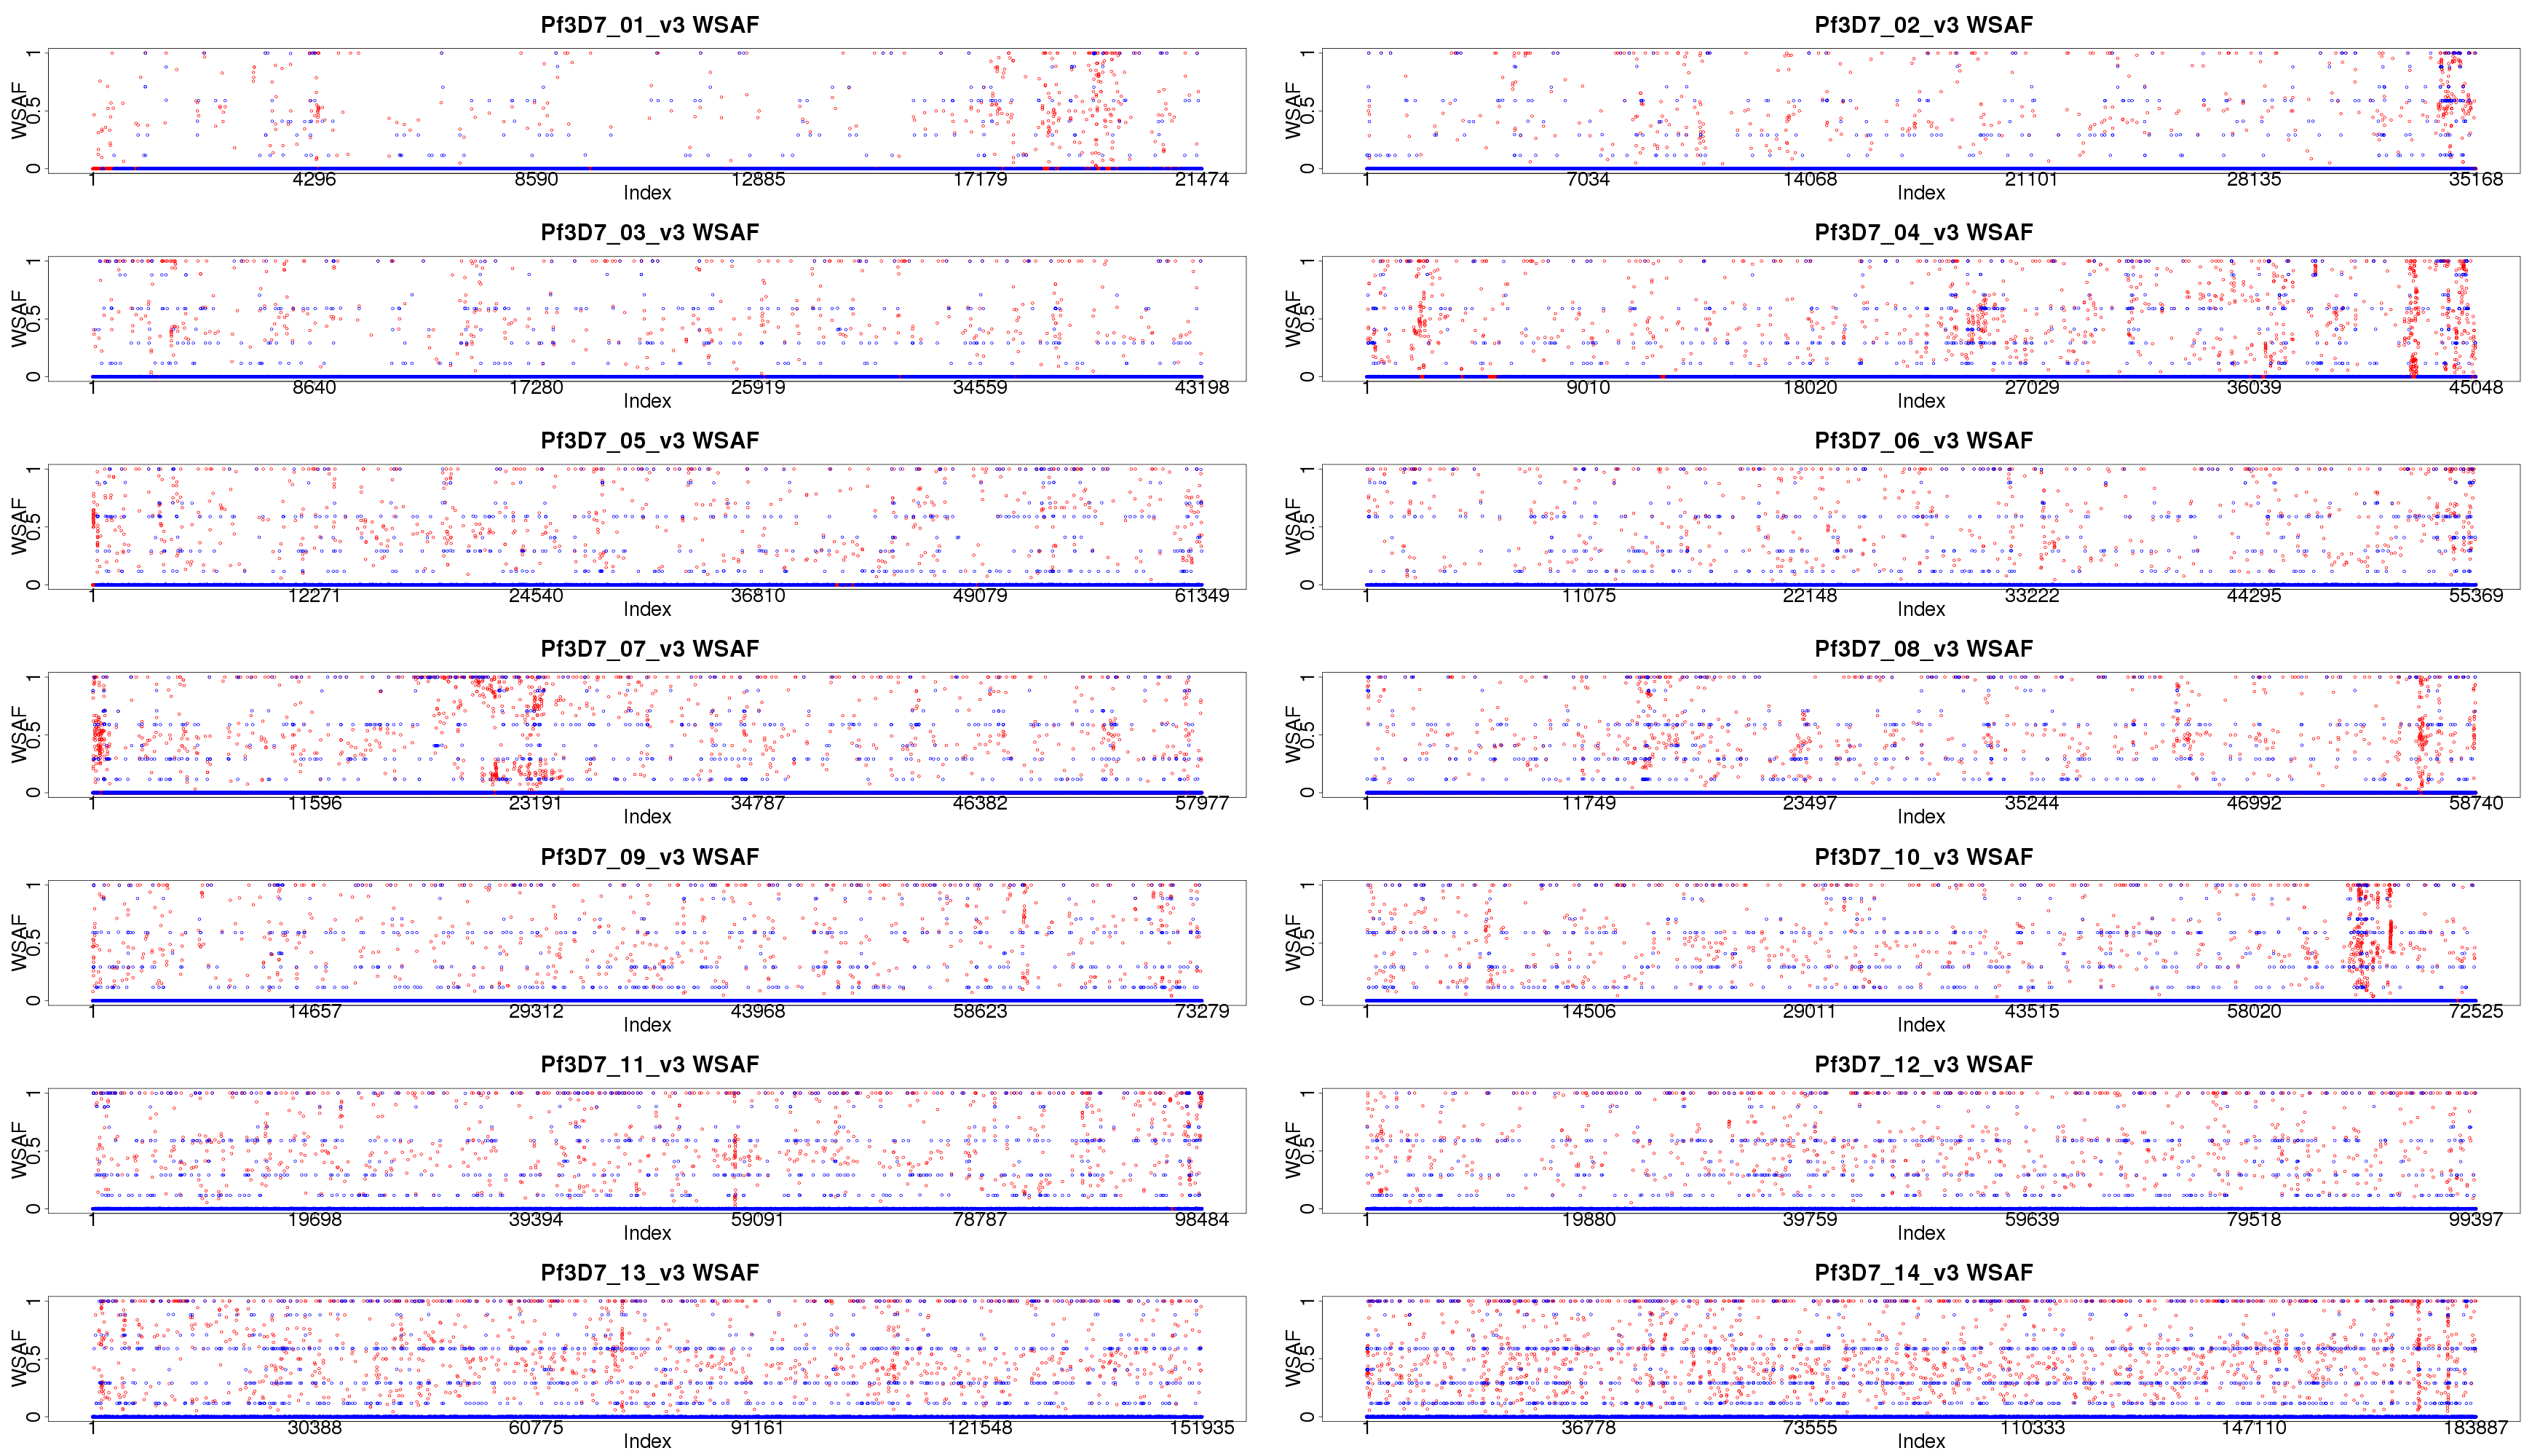 Pf3D7_01_v3 WSAF
WSAF
0 0.5 1
1 4296 8590 12885 17179 21474
Index
Pf3D7_02_v3 WSAF
WSAF
0 0.5 1
1 7034 14068 21101 28135 35168
Index
Pf3D7_03_v3 WSAF
WSAF
0 0.5 1
1 8640 17280 25919 34559 43198
Index
Pf3D7_04_v3 WSAF
WSAF
0 0.5 1
1 9010 18020 27029 36039 45048
Index
Pf3D7_05_v3 WSAF
WSAF
0 0.5 1
1 12271 24540 36810 49079 61349
Index
Pf3D7_06_v3 WSAF
WSAF
0 0.5 1
1 11075 22148 33222 44295 55369
Index
Pf3D7_07_v3 WSAF
WSAF
0 0.5 1
1 11596 23191 34787 46382 57977
Index
Pf3D7_08_v3 WSAF
WSAF
0 0.5 1
1 11749 23497 35244 46992 58740
Index
Pf3D7_09_v3 WSAF
WSAF
0 0.5 1
1 14657 29312 43968 58623 73279
Index
Pf3D7_10_v3 WSAF
WSAF
0 0.5 1
1 14506 29011 43515 58020 72525
Index
Pf3D7_11_v3 WSAF
WSAF
0 0.5 1
1 19698 39394 59091 78787 98484
Index
Pf3D7_12_v3 WSAF
WSAF
0 0.5 1
1 19880 39759 59639 79518 99397
Index
Pf3D7_13_v3 WSAF
WSAF
0 0.5 1
1 30388 60775 91161 121548 151935
Index
Pf3D7_14_v3 WSAF
WSAF
0 0.5 1
1 36778 73555 110333 147110 183887
Index